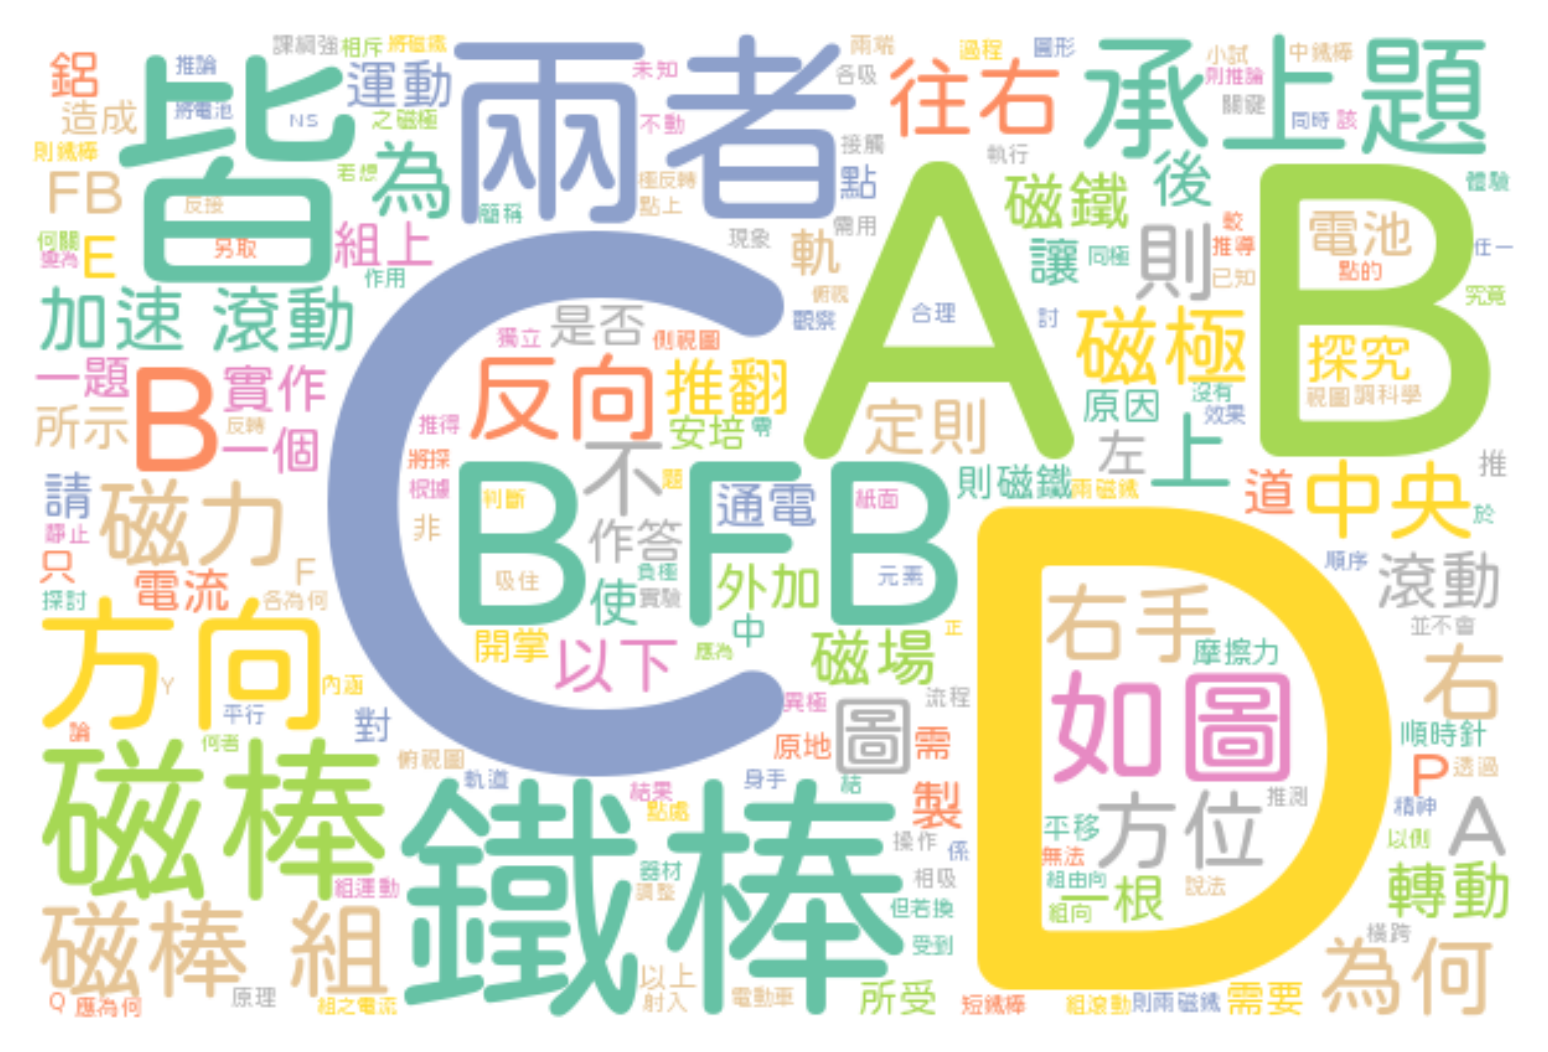 課綱強
相斥
將磁鐵
兩者
兩端
過程
圖形
承上題
小試
中鐵棒
鋁
推論
皆
運動
未知
各吸
往右
則推論
關鍵
同時
該
造成
將電池
NS
之磁極
不動
接觸
執行
則鐵棒
若想
為
極反轉
點
磁鐵
後
體驗
FB
反接
簡稱
點上
需用
A
B
電池
何關
變為
E
另取
組上
現象
軌
讓
同極
則
較
推導
已知
點的
任一
作用
俯視
究竟
加速 滾動
C
獨立
是否
側視圖
觀察
合理
討
磁極
探究
一題
B
實作
反向
推翻
定則
原因
沒有
效果
視圖
調科學
所示
反轉
一個
推得
安培
零
左
上
將探
不
題
推
請
磁力
根據
判斷
BFB
通電
紙面
則磁鐵
兩磁鐵
道
中央
於
靜止
非
作答
只
電流
F
吸住
使
負極
外加
元素
D
順序
滾動
探討
各為何
實驗
右手
並不會
方向
開掌
以下
中
應為
磁場
正
摩擦力
右
Y
內涵
如圖
論
平行
何者
對
異極
圖
流程
順時針
俯視圖
原地
需
P
透過
磁棒
軌道
鐵棒
結果
點處
身手
結
製
方位
推測
精神
A
平移
以側
無法
操作
係
組運動
器材
調整
相吸
組由向
一根
說法
轉動
磁棒 組
但若換
組向
受到
橫跨
為何
Q
應為何
原理
組之電流
以上
射入
電動車
所受
短鐵棒
組滾動
則兩磁鐵
需要